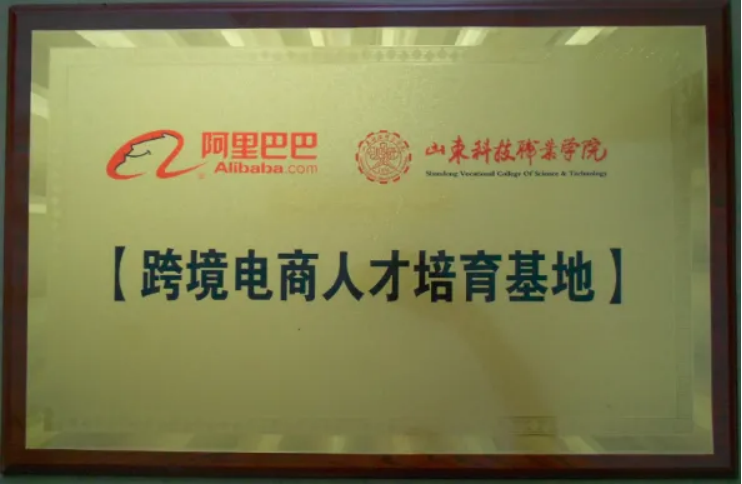 阿里巴巴
Alibaba.com
山东科技职业学院
Shandong Vocational College Of Science & Technology
【跨境电商人才培育基地】